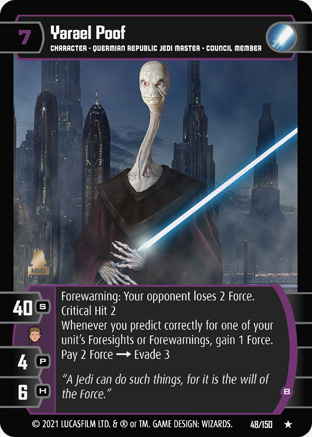 7 Yarael Poof
CHARACTER - QUERMIAN REPUBLIC JEDI MASTER - COUNCIL MEMBER
IDC
40 S
Forewarning: Your opponent loses 2 Force.
Critical Hit 2
Whenever you predict correctly for one of your
unit's Foresights or Forewarnings, gain 1 Force.
4 P
Pay 2 Force → Evade 3
6 H
"A Jedi can do such things, for it is the will of
the Force."
B
© 2021 LUCASFILM LTD. & ® or TM. GAME DESIGN: WIZARDS. 48/150 ★